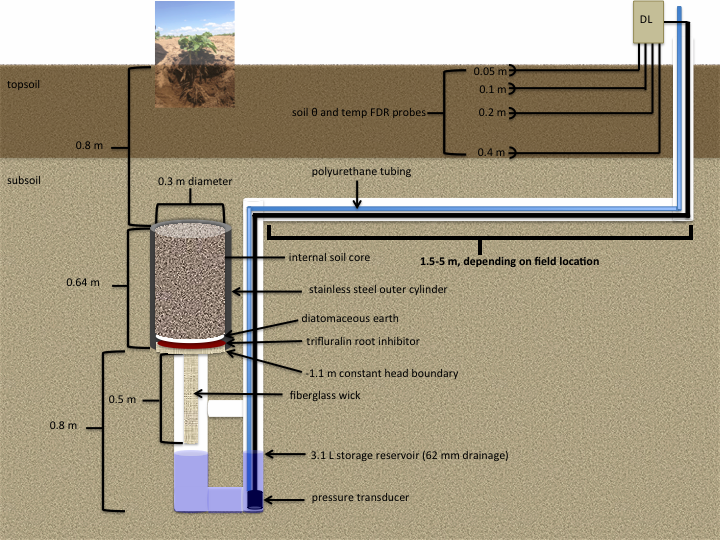 DL
topsoil
0.05 m
0.1 m
soil θ and temp FDR probes
0.2 m
0.8 m
0.4 m
subsoil
polyurethane tubing
0.3 m diameter
internal soil core
1.5-5 m, depending on field location
0.64 m
stainless steel outer cylinder
diatomaceous earth
trifluralin root inhibitor
-1.1 m constant head boundary
0.5 m
fiberglass wick
0.8 m
3.1 L storage reservoir (62 mm drainage)
pressure transducer